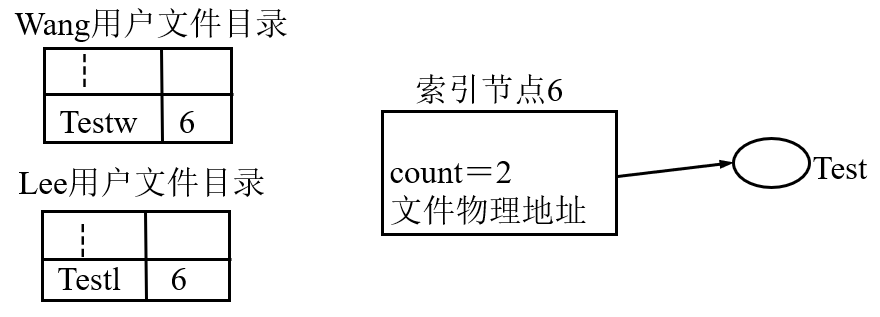 Wang用户文件目录
Testw 6
Lee用户文件目录
Testl 6
索引节点6
count＝2
文件物理地址
Test